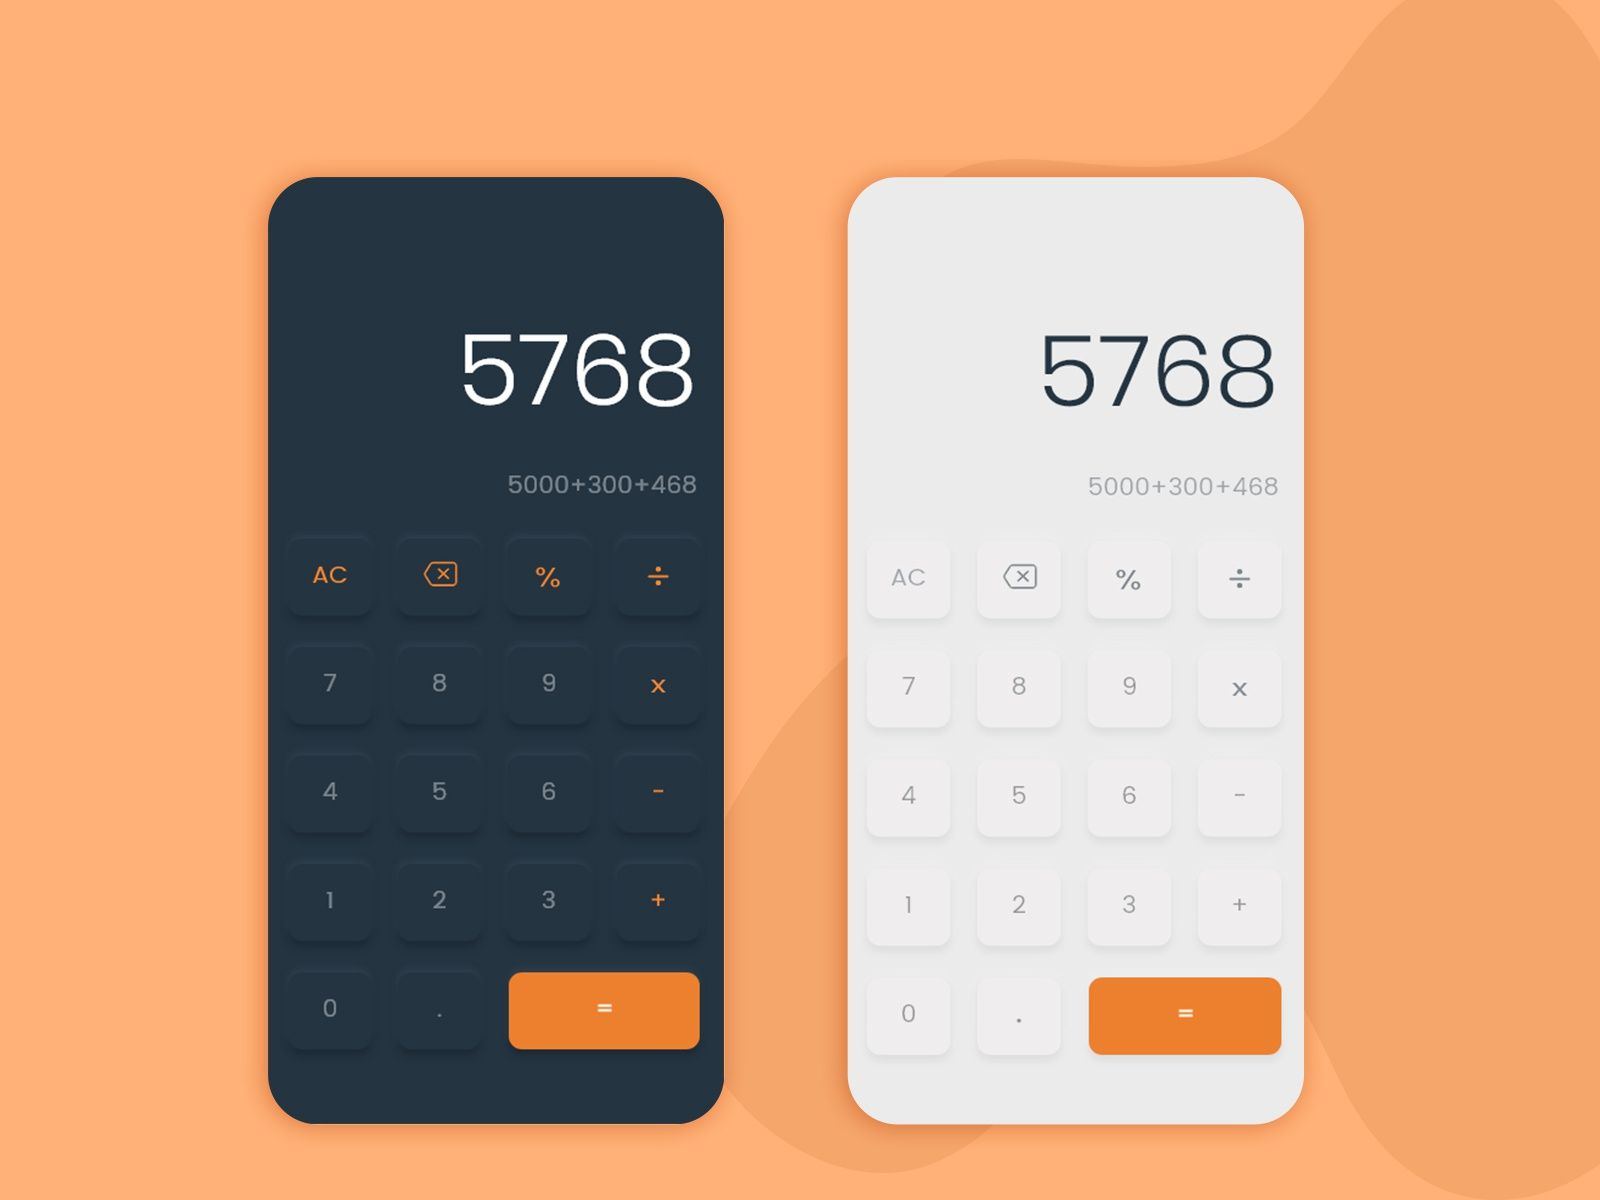 5768
5000+300+468
AC % ÷
7 8 9 x
4 5 6 -
1 2 3 +
0 . =
5768
5000+300+468
AC % ÷
7 8 9 x
4 5 6 -
1 2 3 +
0 . =